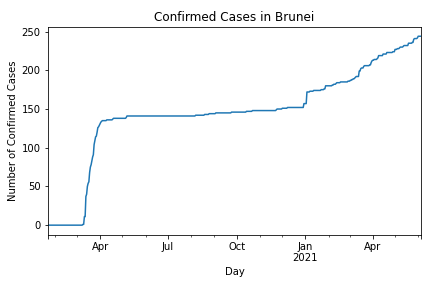 Confirmed Cases in Brunei
250
200
150
100
50
0
Number of Confirmed Cases
Apr Jul Oct Jan Apr
2021
Day